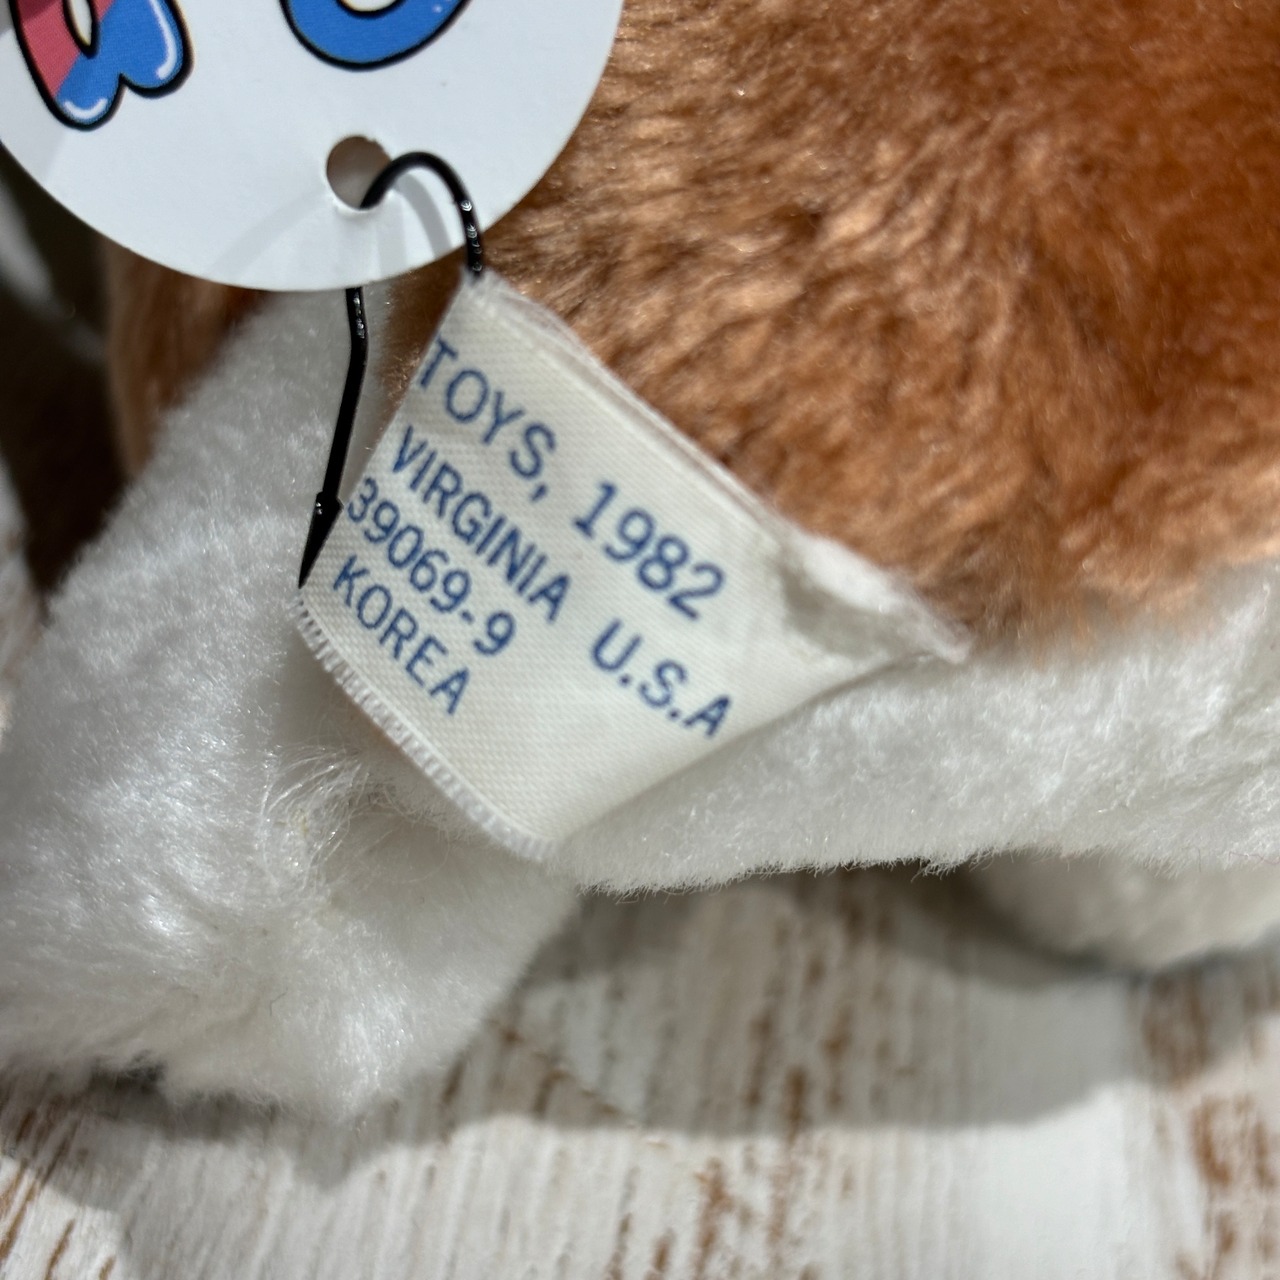 TOYS, 1982
VIRGINIA U.S.A
39069-9
KOREA